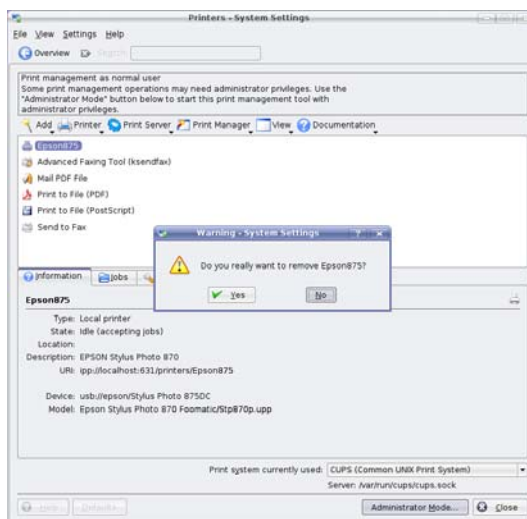 Printers - System Settings
File View Settings Help
Overview Search:
Print management as normal user
Some print management operations may need administrator privileges. Use the
"Administrator Mode" button below to start this print management tool with
administrator privileges.
Add Printer Print Server Print Manager View Documentation
Epson875
Advanced Faxing Tool (ksendfax)
Mail PDF File
Print to File (PDF)
Print to File (PostScript)
Send to Fax
Warning - System Settings
Do you really want to remove Epson875?
Yes No
Information Jobs
Epson875
Type: Local printer
State: Idle (accepting jobs)
Location:
Description: EPSON Stylus Photo 870
URI: ipp://localhost:631/printers/Epson875
Device: usb://epson/Stylus Photo 875DC
Model: Epson Stylus Photo 870 Foomatic/Stp870p.upp
Print system currently used: CUPS (Common UNIX Print System)
Server: /var/run/cups/cups.sock
Help Defaults Administrator Mode... Close